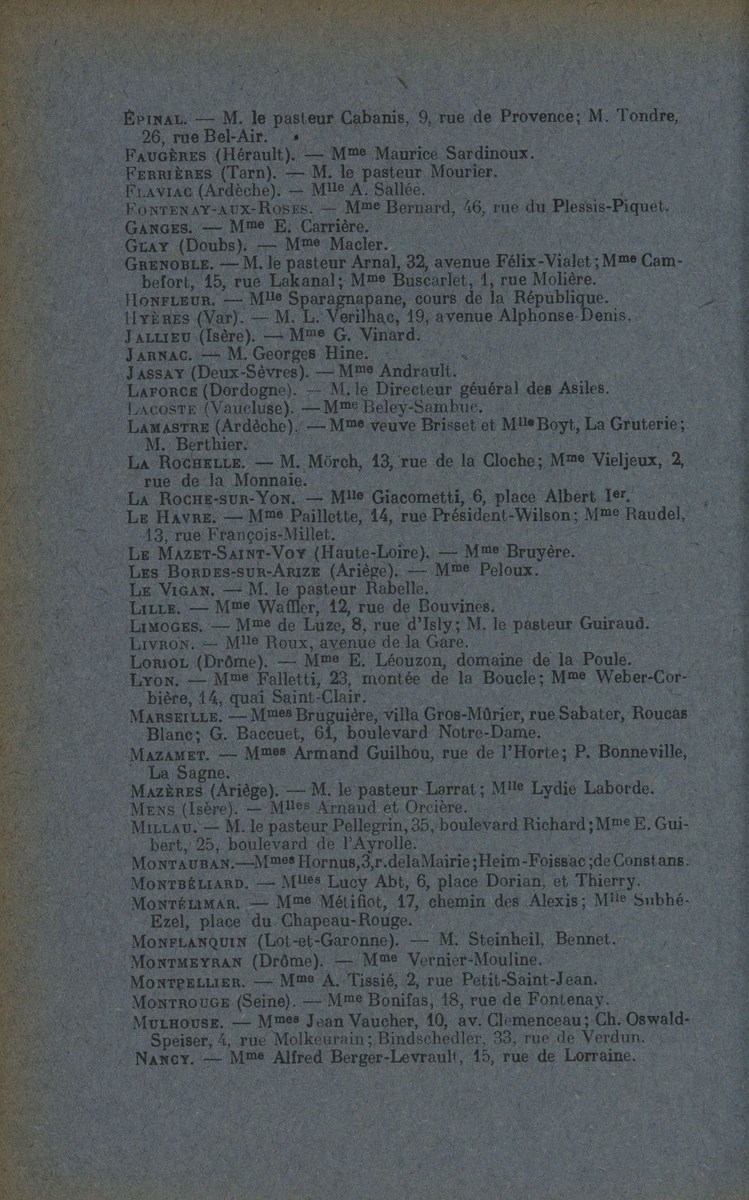 ÉPINAL. — M. le pasteur Cabanis, 9, rue de Provence; M. Tondre,
26, rue Bel-Air.
FAUGÈRES (Hérault). — Mme Maurice Sardinoux.
FERRIÈRES (Tarn). — M. le pasteur Mourier.
FLAVIAC (Ardèche). — Mlle A. Sallée.
FONTENAY-AUX-ROSES. — Mme Bernard, 46, rue du Plessis-Piquet.
GANGES. — Mme E. Carrière.
GLAY (Doubs). — Mme Macler.
GRENOBLE. — M. le pasteur Arnal, 32, avenue Félix-Vialet; Mme Cam-
befort, 15, rue Lakanal; Mme Buscarlet, 1, rue Molière.
HONFLEUR. — Mlle Sparagnapane, cours de la République.
HYÈRES (Var). — M. L. Verilhac, 19, avenue Alphonse-Denis.
JALLIEU (Isère). — Mme G. Vinard.
JARNAC. — M. Georges Hine.
JASSAY (Deux-Sèvres). — Mme Andrault.
LAFORCE (Dordogne). — M. le Directeur géuéral des Asiles.
LACOSTE (Vaucluse). — Mme Beley-Sambuc.
LAMASTRE (Ardèche). — Mme veuve Brisset et Mlle Boyt, La Gruterie;
M. Berthier.
LA ROCHELLE. — M. Mörch, 13, rue de la Cloche; Mme Vieljeux, 2,
rue de la Monnaie.
LA ROCHE-SUR-YON. — Mlle Giacometti, 6, place Albert Ier.
LE HAVRE. — Mme Paillette, 14, rue Président-Wilson; Mme Raudel,
13, rue François-Millet.
LE MAZET-SAINT-VOY (Haute-Loire). — Mme Bruyère.
LES BORDES-SUR-ARIZE (Ariège). — Mme Peloux.
LE VIGAN. — M. le pasteur Rabelle.
LILLE. — Mme Waffler, 12, rue de Bouvines.
LIMOGES. — Mme de Luze, 8, rue d'Isly; M. le pasteur Guiraud.
LIVRON. — Mlle Roux, avenue de la Gare.
LORIOL (Drôme). — Mme E. Léouzon, domaine de la Poule.
LYON. — Mme Falletti, 23, montée de la Boucle; Mme Weber-Cor-
bière, 14, quai Saint-Clair.
MARSEILLE. — Mmes Bruguière, villa Gros-Mûrier, rue Sabater, Roucas
Blanc; G. Baccuet, 61, boulevard Notre-Dame.
MAZAMET. — Mmes Armand Guilhou, rue de l'Horte; P. Bonneville,
La Sagne.
MAZÈRES (Ariège). — M. le pasteur Larrat; Mlle Lydie Laborde.
MENS (Isère). — Mlles Arnaud et Orcière.
MILLAU. — M. le pasteur Pellegrin, 35, boulevard Richard; Mme E. Gui-
bert, 25, boulevard de l'Ayrolle.
MONTAUBAN.—Mmes Hornus,3,r.delaMairie;Heim-Foissac;deConstans.
MONTBÉLIARD. — Mlles Lucy Abt, 6, place Dorian, et Thierry.
MONTÉLIMAR. — Mme Métifiot, 17, chemin des Alexis; Mlle Subhé-
Ezel, place du Chapeau-Rouge.
MONFLANQUIN (Lot-et-Garonne). — M. Steinheil, Bennet.
MONTMEYRAN (Drôme). — Mme Vernier-Mouline.
MONTPELLIER. — Mme A. Tissié, 2, rue Petit-Saint-Jean.
MONTROUGE (Seine). — Mme Bonifas, 18, rue de Fontenay.
MULHOUSE. — Mmes Jean Vaucher, 10, av. Clemenceau; Ch. Oswald-
Speiser, 4, rue Molkenrain; Bindschedler, 33, rue de Verdun.
NANCY. — Mme Alfred Berger-Levrault, 15, rue de Lorraine.